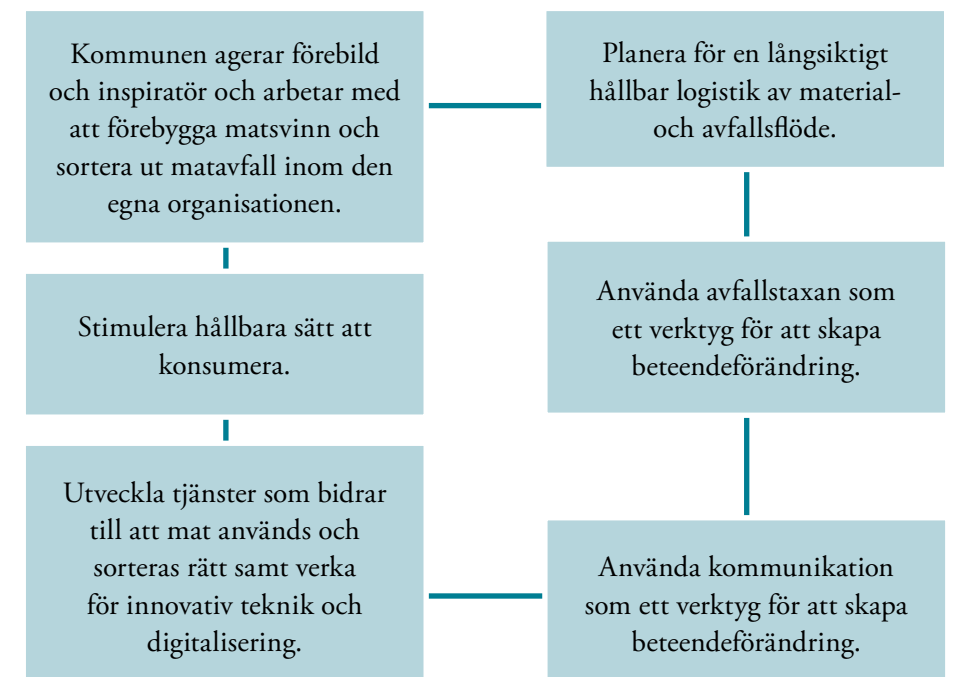 Kommunen agerar förebild
och inspiratör och arbetar med
att förebygga matsvinn och
sortera ut matavfall inom den
egna organisationen.
Planera för en långsiktigt
hållbar logistik av material-
och avfallsflöde.
Stimulera hållbara sätt att
konsumera.
Använda avfallstaxan som
ett verktyg för att skapa
beteendeförändring.
Utveckla tjänster som bidrar
till att mat används och
sorteras rätt samt verka
för innovativ teknik och
digitalisering.
Använda kommunikation
som ett verktyg för att skapa
beteendeförändring.